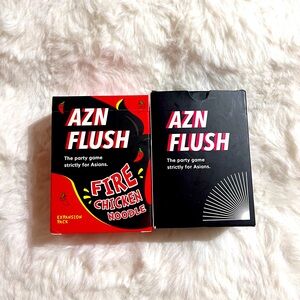 AZN
FLUSH
The party game
strictly for Asians.
FIRE
CHICKEN
NOODLE
EXPANSION
PACK
AZN
FLUSH
The party game
strictly for Asians.